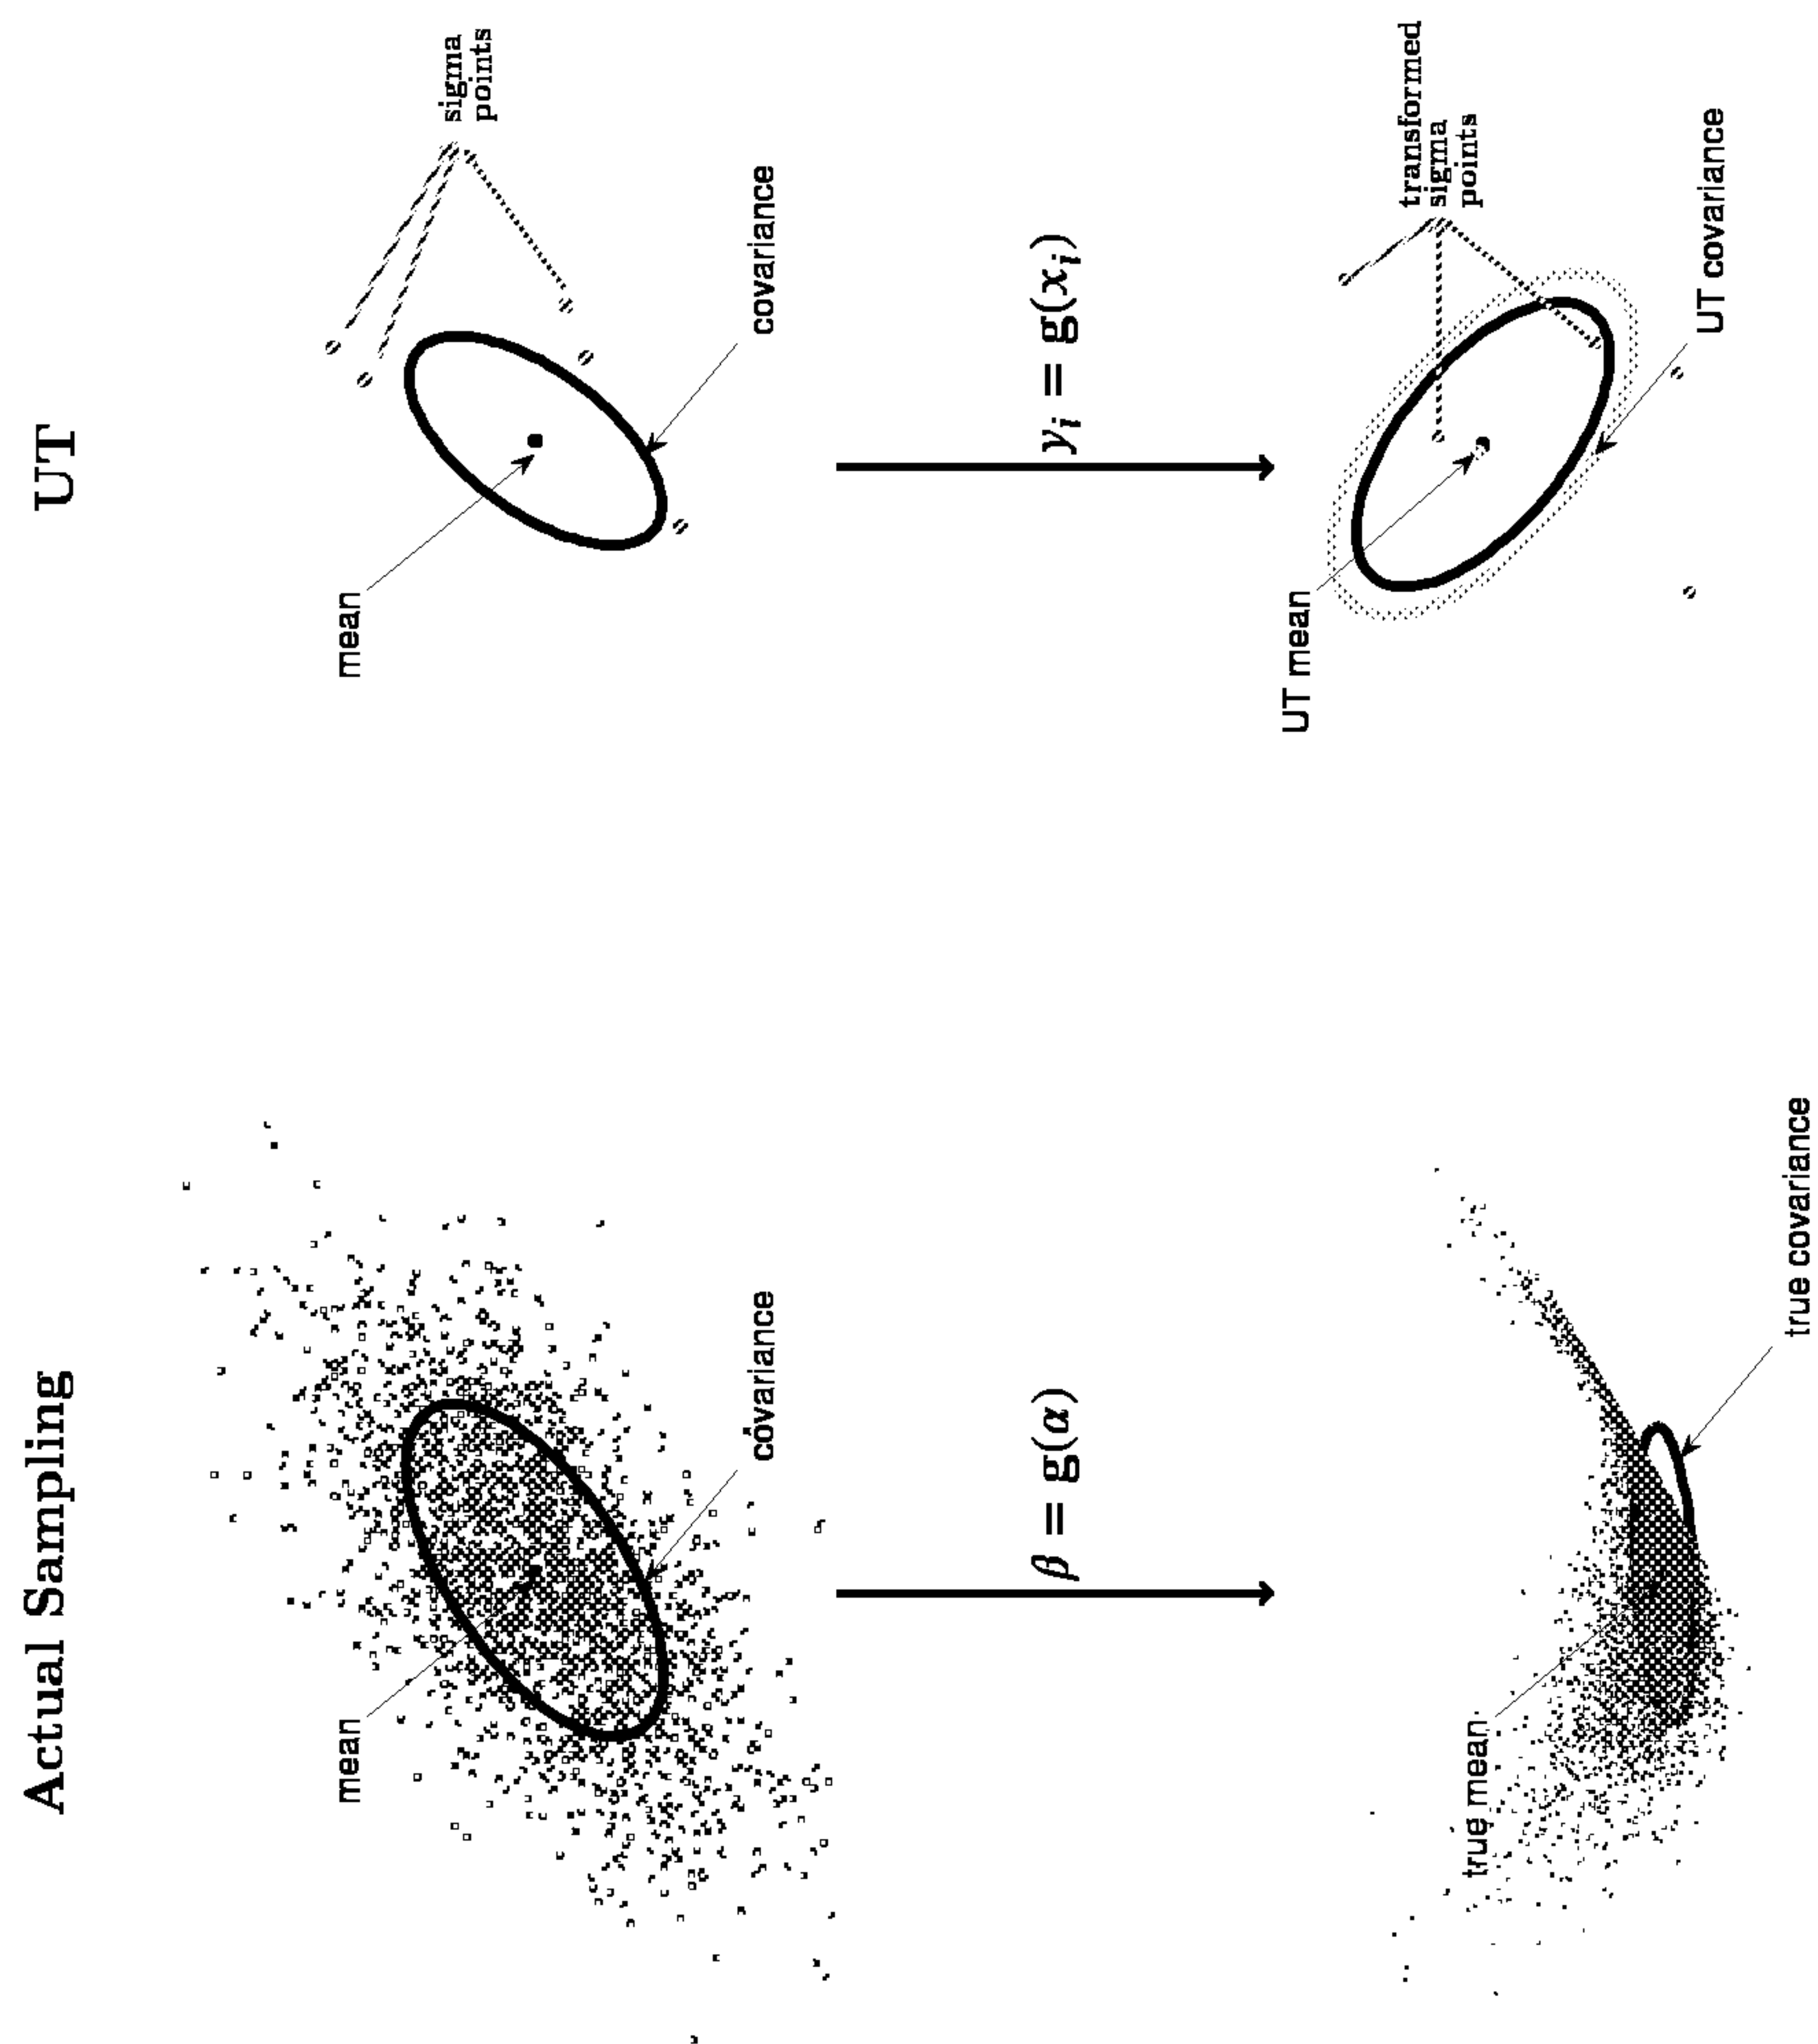 Actual Sampling
mean
covariance
β = g(α)
true mean
true covariance
UT
sigma
points
mean
covariance
yᵢ = g(xᵢ)
transformed
sigma
points
UT mean
UT covariance